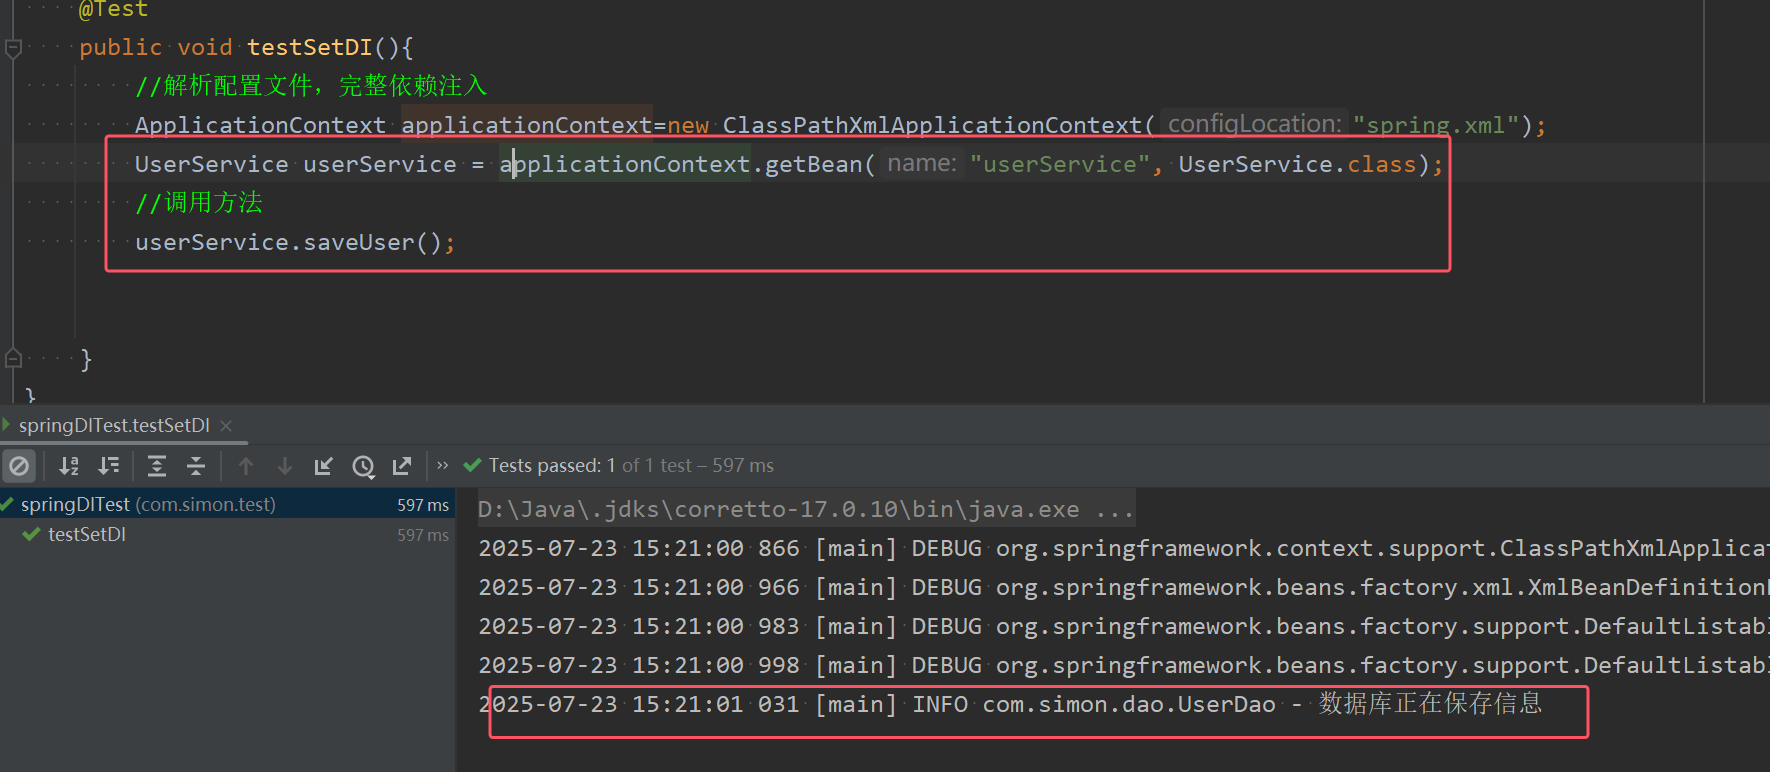 @Test
public void testSetDI(){
//解析配置文件，完整依赖注入
ApplicationContext applicationContext=new ClassPathXmlApplicationContext( configLocation: "spring.xml");
UserService userService = applicationContext.getBean( name: "userService", UserService.class);
//调用方法
userService.saveUser();
}
}
springDITest.testSetDI ×
» Tests passed: 1 of 1 test – 597 ms
springDITest (com.simon.test) 597 ms
testSetDI 597 ms
D:\Java\.jdks\corretto-17.0.10\bin\java.exe ...
2025-07-23 15:21:00 866 [main] DEBUG org.springframework.context.support.ClassPathXmlApplicat
2025-07-23 15:21:00 966 [main] DEBUG org.springframework.beans.factory.xml.XmlBeanDefinition
2025-07-23 15:21:00 983 [main] DEBUG org.springframework.beans.factory.support.DefaultListabl
2025-07-23 15:21:00 998 [main] DEBUG org.springframework.beans.factory.support.DefaultListabl
2025-07-23 15:21:01 031 [main] INFO com.simon.dao.UserDao - 数据库正在保存信息